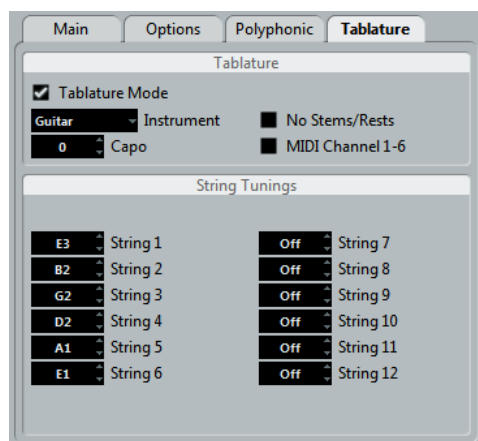 Main Options Polyphonic Tablature
Tablature
Tablature Mode
Guitar Instrument No Stems/Rests
0 Capo MIDI Channel 1-6
String Tunings
E3 String 1 Off String 7
B2 String 2 Off String 8
G2 String 3 Off String 9
D2 String 4 Off String 10
A1 String 5 Off String 11
E1 String 6 Off String 12